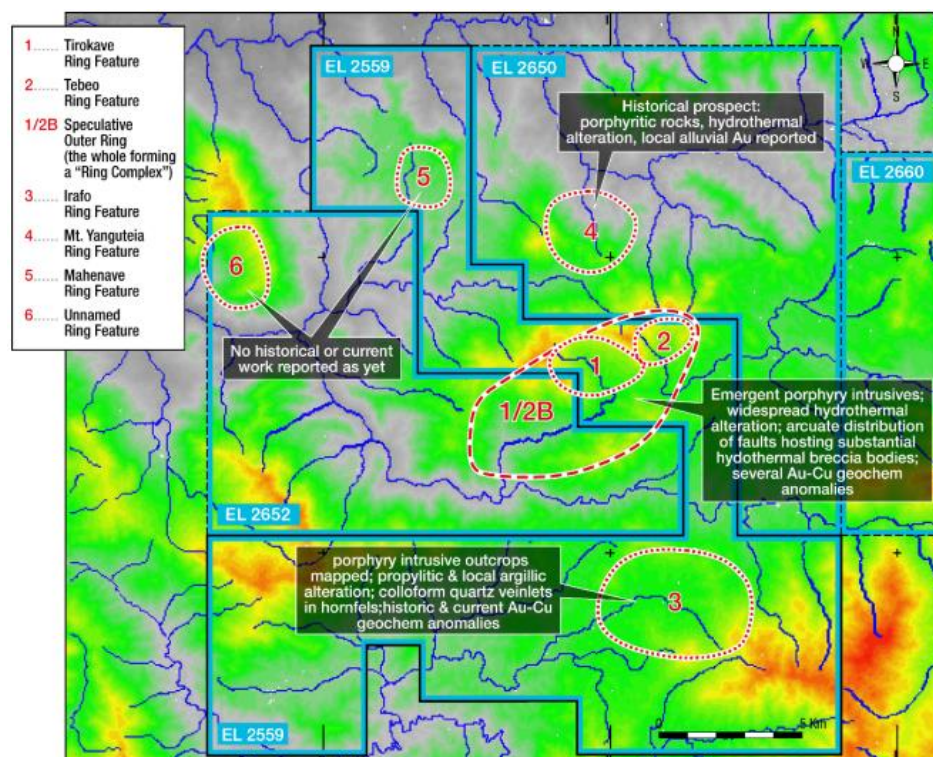 1...... Tirokave
Ring Feature
2...... Tebeo
Ring Feature
1/2B Speculative
Outer Ring
(the whole forming
a “Ring Complex”)
3...... Irafo
Ring Feature
4...... Mt. Yanguteia
Ring Feature
5...... Mahenave
Ring Feature
6...... Unnamed
Ring Feature
EL 2559
EL 2650
N
W E
S
Historical prospect:
porphyritic rocks, hydrothermal
alteration, local alluvial Au reported
EL 2660
5
4
6
No historical or current
work reported as yet
2
1
1/2B
Emergent porphyry intrusives;
widespread hydrothermal
alteration; arcuate distribution
of faults hosting substantial
hydothermal breccia bodies;
several Au-Cu geochem
anomalies
EL 2652
porphyry intrusive outcrops
mapped; propylitic & local argillic
alteration; colloform quartz veinlets
in hornfels;historic & current Au-Cu
geochem anomalies
3
EL 2559
0 5 Km